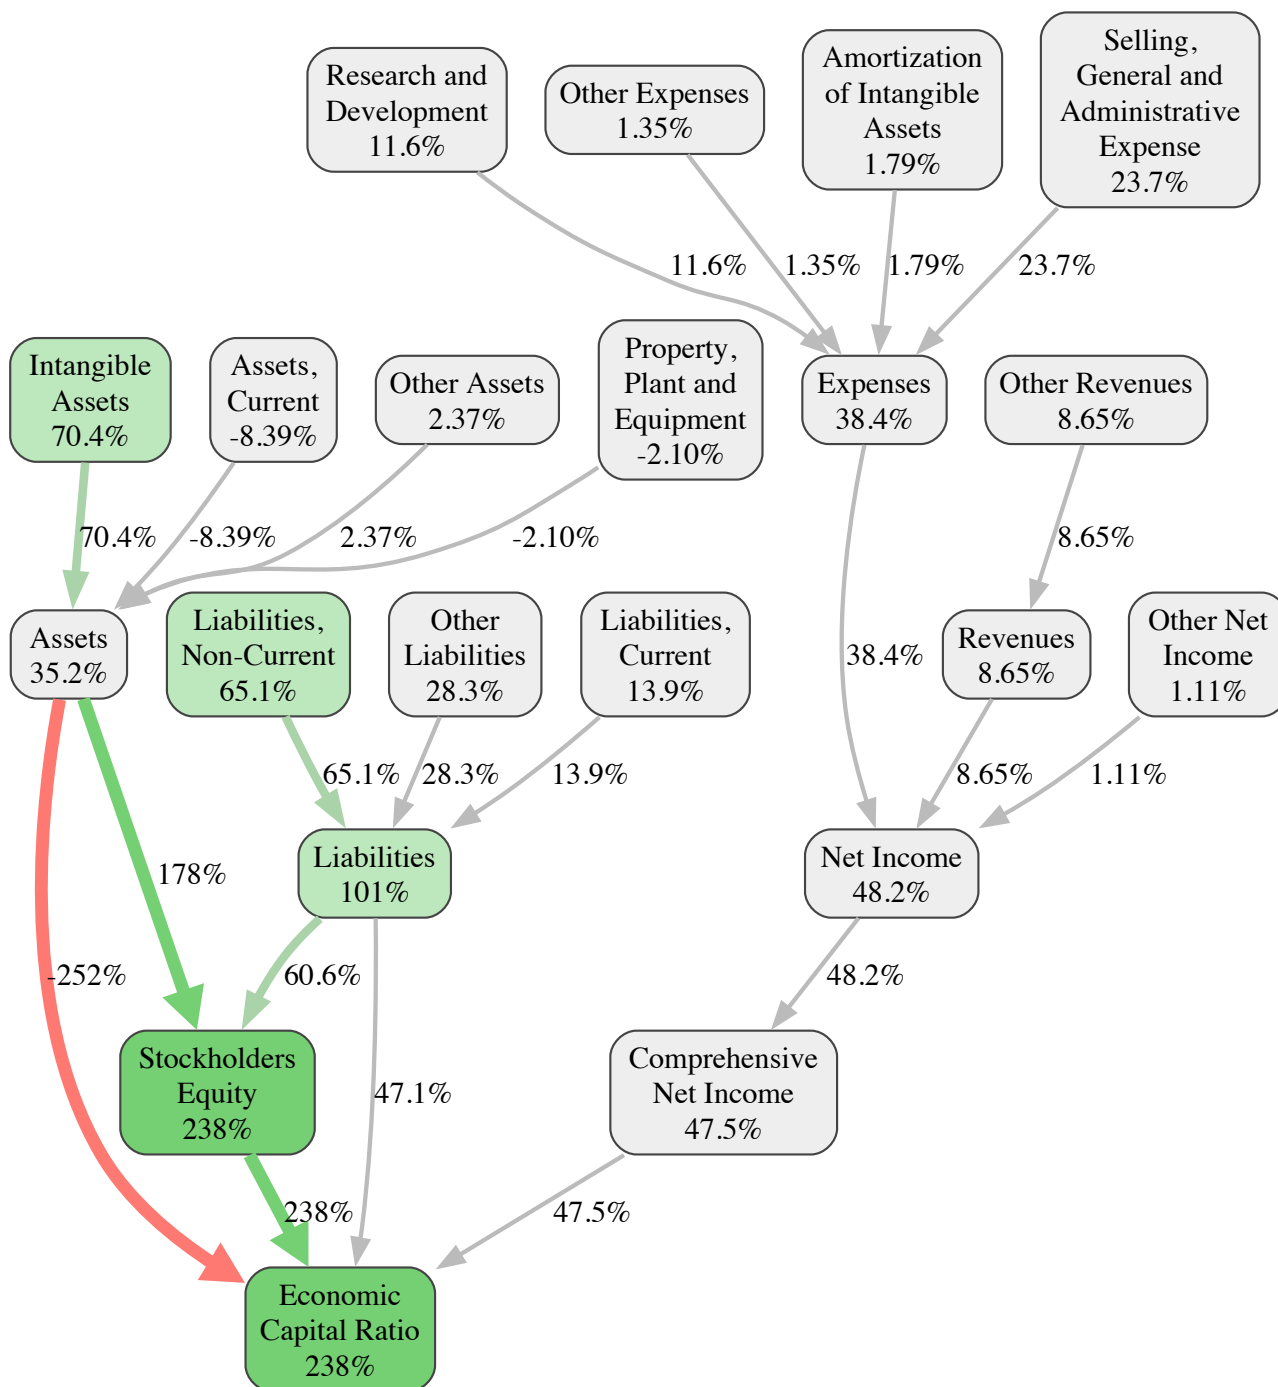 Research and
Development
11.6%
Other Expenses
1.35%
Amortization
of Intangible
Assets
1.79%
Selling,
General and
Administrative
Expense
23.7%
11.6%
1.35%
1.79%
23.7%
Intangible
Assets
70.4%
Assets,
Current
-8.39%
Other Assets
2.37%
Property,
Plant and
Equipment
-2.10%
Expenses
38.4%
Other Revenues
8.65%
70.4%
-8.39%
2.37%
-2.10%
8.65%
Assets
35.2%
Liabilities,
Non-Current
65.1%
Other
Liabilities
28.3%
Liabilities,
Current
13.9%
38.4%
Revenues
8.65%
Other Net
Income
1.11%
65.1%
28.3%
13.9%
8.65%
1.11%
178%
Liabilities
101%
Net Income
48.2%
-252%
60.6%
48.2%
Stockholders
Equity
238%
47.1%
Comprehensive
Net Income
47.5%
238%
47.5%
Economic
Capital Ratio
238%